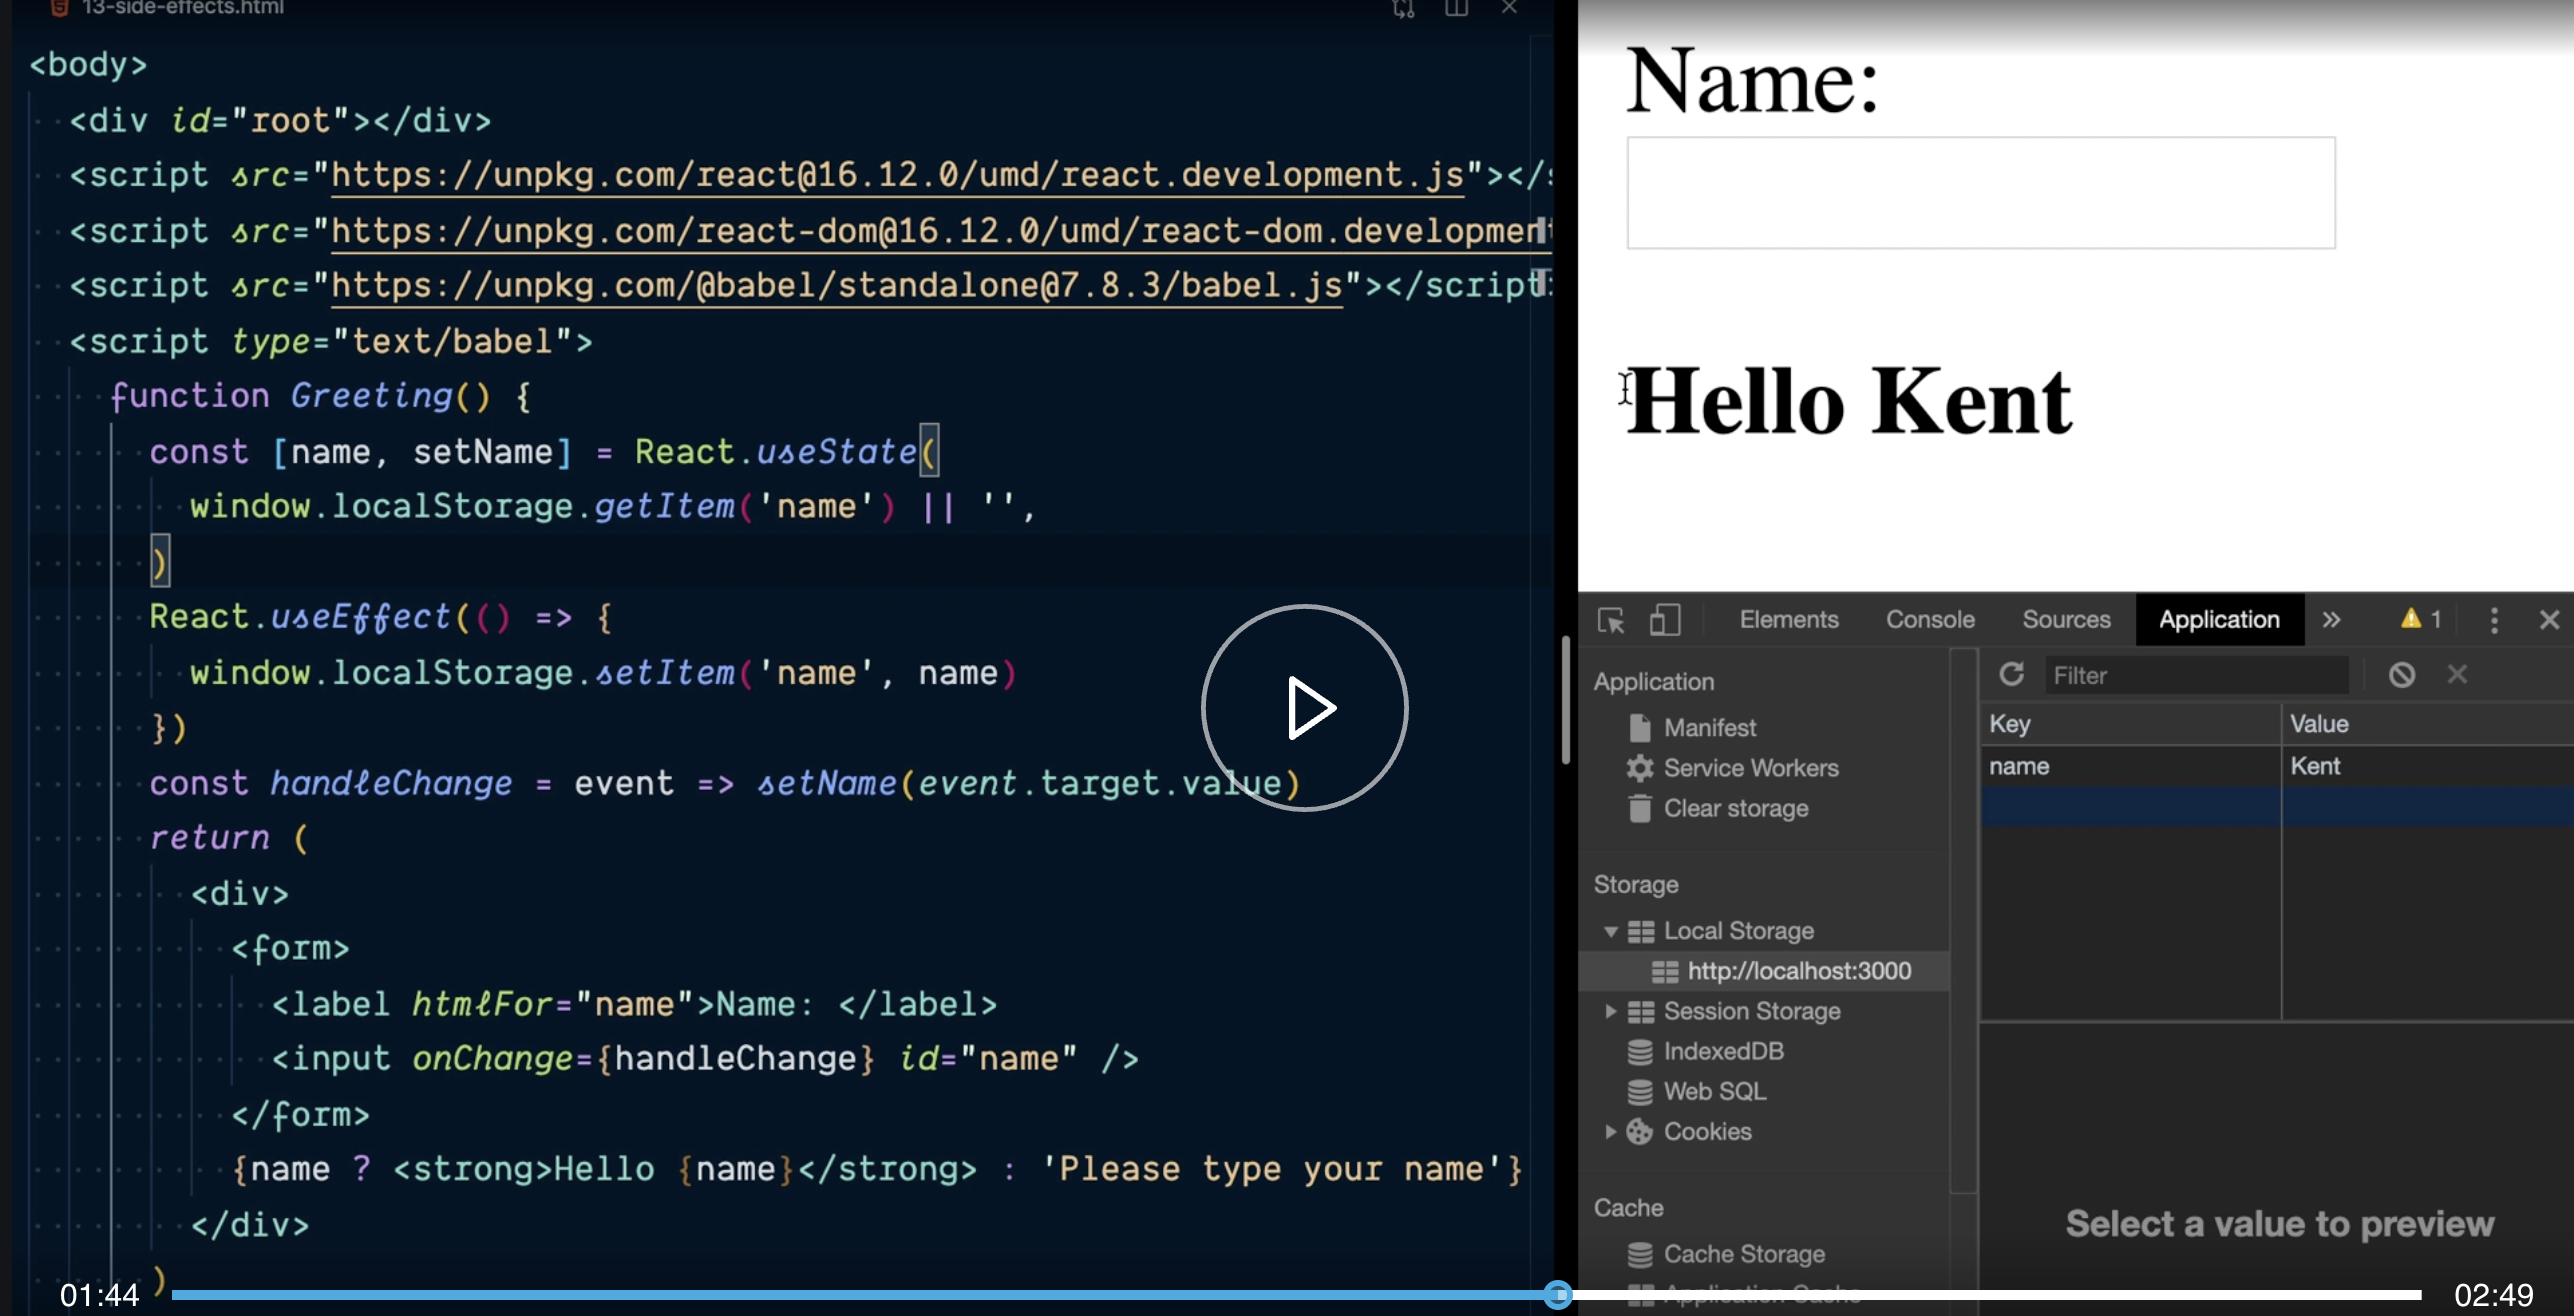 13-side-effects.html
<body>
<div id="root"></div>
<script src="https://unpkg.com/react@16.12.0/umd/react.development.js"></
<script src="https://unpkg.com/react-dom@16.12.0/umd/react-dom.development
<script src="https://unpkg.com/@babel/standalone@7.8.3/babel.js"></script
<script type="text/babel">
function Greeting() {
const [name, setName] = React.useState(
window.localStorage.getItem('name') || '',
)
React.useEffect(() => {
window.localStorage.setItem('name', name)
})
const handleChange = event => setName(event.target.value)
return (
<div>
<form>
<label htmlFor="name">Name: </label>
<input onChange={handleChange} id="name" />
</form>
{name ? <strong>Hello {name}</strong> : 'Please type your name'}
</div>
)
01:44
02:49
Name:
Hello Kent
Elements Console Sources Application » 1
Application
Manifest
Service Workers
Clear storage
Storage
Local Storage
http://localhost:3000
Session Storage
IndexedDB
Web SQL
Cookies
Cache
Cache Storage
Application Cache
Filter
Key Value
name Kent
Select a value to preview